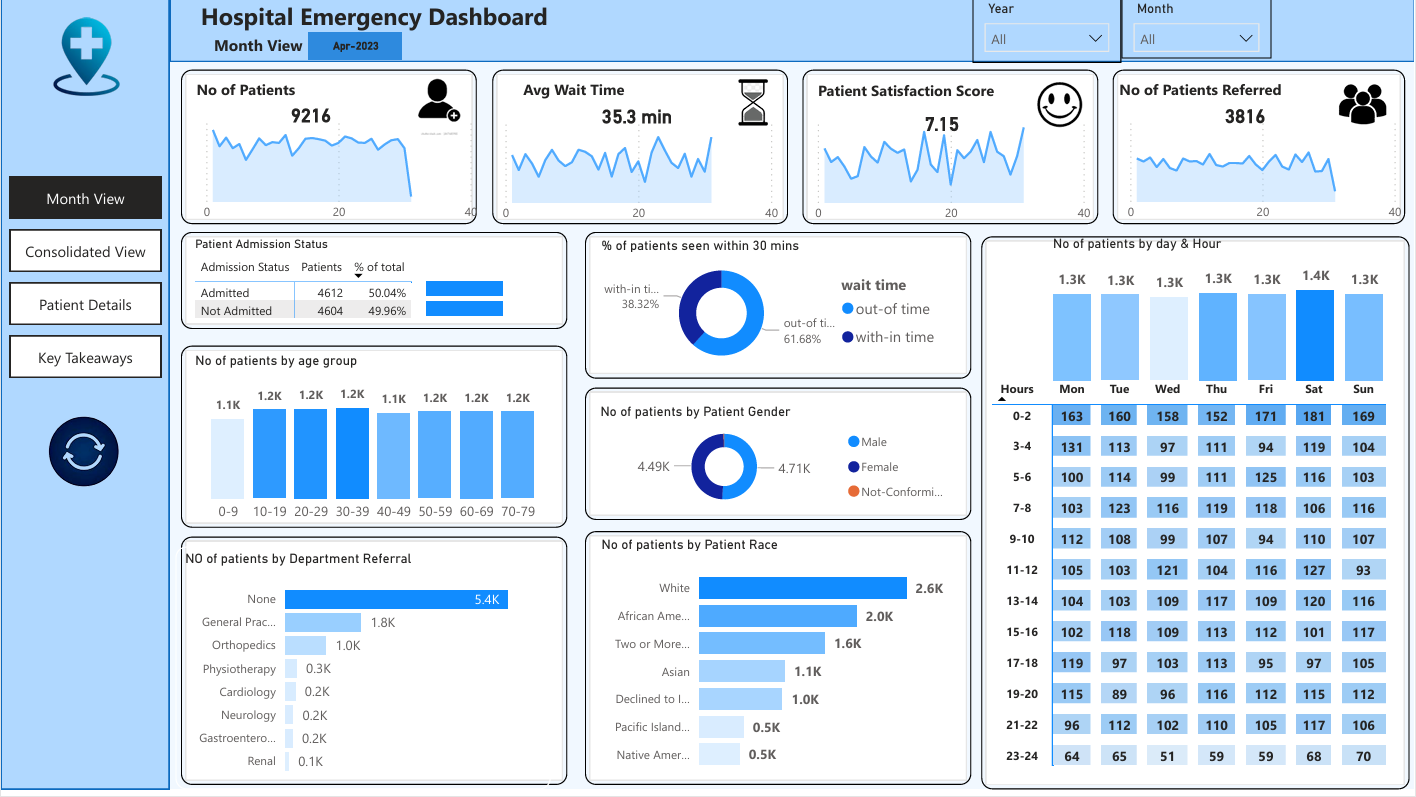 Hospital Emergency Dashboard
Month View
Apr-2023
Year
All
Month
All
Month View
Consolidated View
Patient Details
Key Takeaways
No of Patients
9216
0 20 40
Avg Wait Time
35.3 min
0 20 40
Patient Satisfaction Score
7.15
0 20 40
No of Patients Referred
3816
0 20 40
Patient Admission Status
Admission Status Patients % of total
Admitted 4612 50.04%
Not Admitted 4604 49.96%
No of patients by age group
1.1K 1.2K 1.2K 1.2K 1.1K 1.2K 1.2K 1.2K
0-9 10-19 20-29 30-39 40-49 50-59 60-69 70-79
NO of patients by Department Referral
None 5.4K
General Prac... 1.8K
Orthopedics 1.0K
Physiotherapy 0.3K
Cardiology 0.2K
Neurology 0.2K
Gastroentero... 0.2K
Renal 0.1K
% of patients seen within 30 mins
with-in ti...
38.32%
out-of ti...
61.68%
wait time
out-of time
with-in time
No of patients by Patient Gender
4.49K
4.71K
Male
Female
Not-Conformi...
No of patients by Patient Race
White 2.6K
African Ame... 2.0K
Two or More... 1.6K
Asian 1.1K
Declined to I... 1.0K
Pacific Island... 0.5K
Native Amer... 0.5K
No of patients by day & Hour
1.3K 1.3K 1.3K 1.3K 1.3K 1.4K 1.3K
Hours Mon Tue Wed Thu Fri Sat Sun
0-2 163 160 158 152 171 181 169
3-4 131 113 97 111 94 119 104
5-6 100 114 99 111 125 116 103
7-8 103 123 116 119 118 106 116
9-10 112 108 99 107 94 110 107
11-12 105 103 121 104 116 127 93
13-14 104 103 109 117 109 120 116
15-16 102 118 109 113 112 101 117
17-18 119 97 103 113 95 97 105
19-20 115 89 96 116 112 115 112
21-22 96 112 102 110 105 117 106
23-24 64 65 51 59 59 68 70